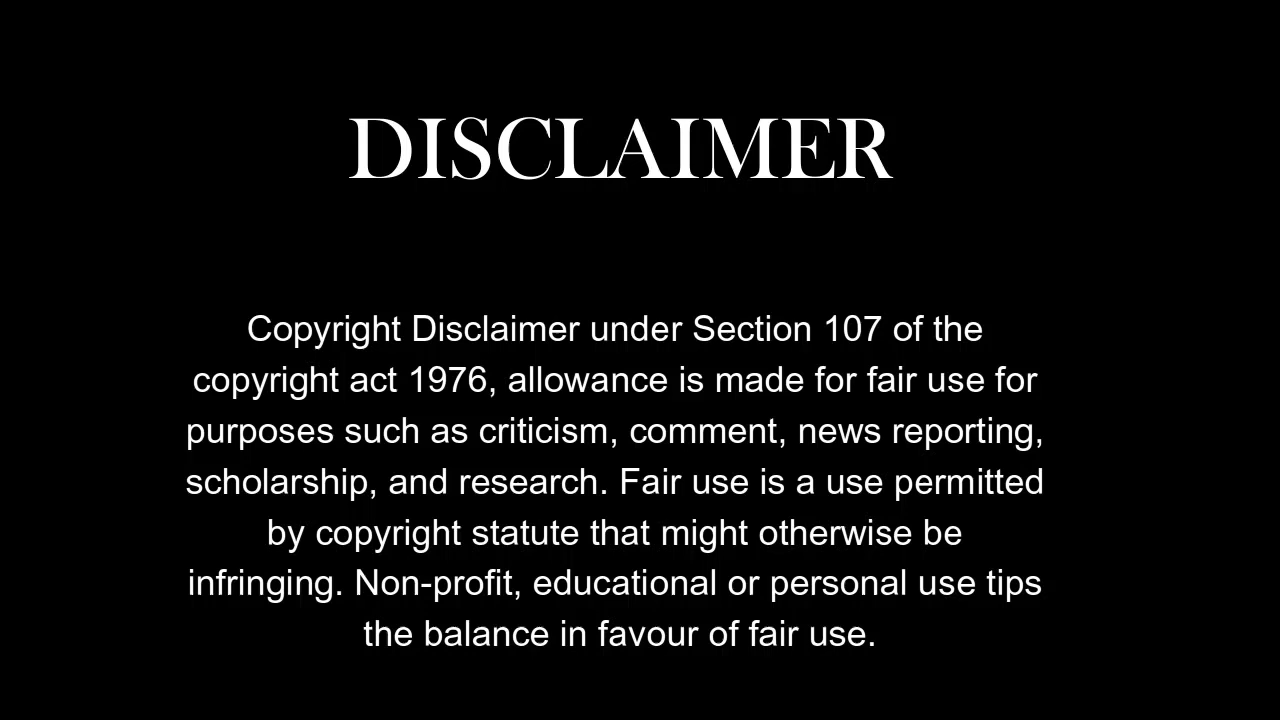 DISCLAIMER
Copyright Disclaimer under Section 107 of the
copyright act 1976, allowance is made for fair use for
purposes such as criticism, comment, news reporting,
scholarship, and research. Fair use is a use permitted
by copyright statute that might otherwise be
infringing. Non-profit, educational or personal use tips
the balance in favour of fair use.